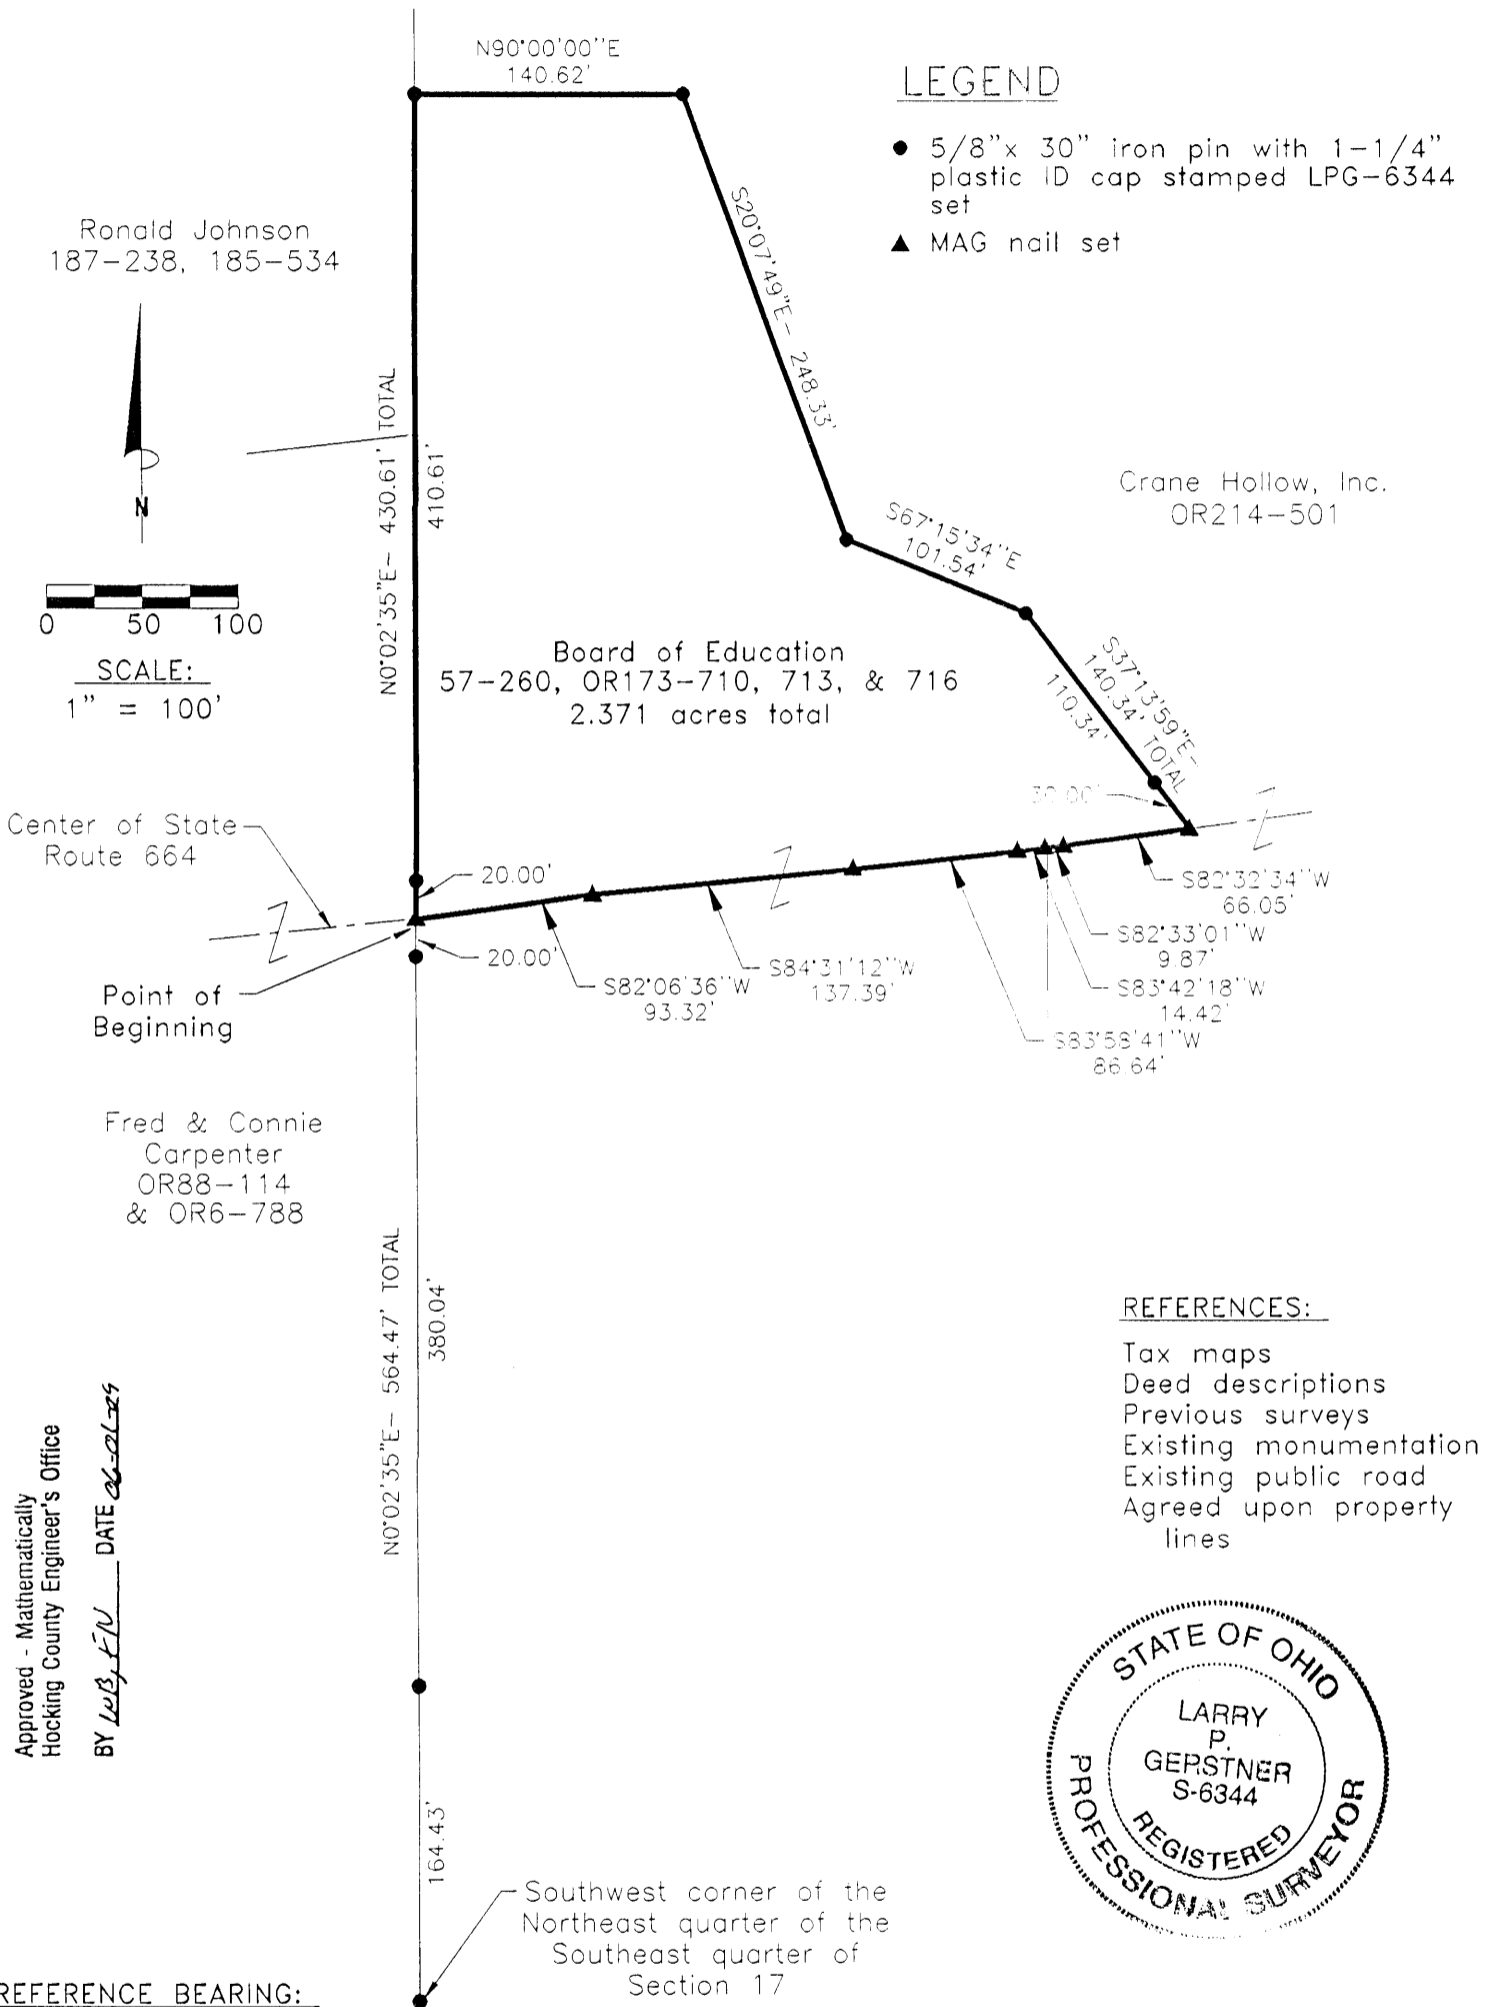 N90°00'00"E
140.62'
LEGEND
5/8"x 30" iron pin with 1-1/4"
plastic ID cap stamped LPG-6344
set
MAG nail set
Ronald Johnson
187-238, 185-534
S20°07'49"E- 248.33'
N0°02'35"E- 430.61' TOTAL
410.61'
N
0 50 100
SCALE:
1" = 100'
Crane Hollow, Inc.
OR214-501
S67°15'34"E
101.54'
Board of Education
57-260, OR173-710, 713, & 716
2.371 acres total
S37°13'59"E-
140.34' TOTAL
110.34'
30.00'
Center of State
Route 664
20.00'
20.00'
Point of
Beginning
S82°06'36"W
93.32'
S84°31'12"W
137.39'
S82°32'34"W
66.05'
S82°33'01"W
9.87'
S83°42'18"W
14.42'
S83°58'41"W
86.64'
Fred & Connie
Carpenter
OR88-114
& OR6-788
N0°02'35"E- 564.47' TOTAL
380.04'
164.43'
REFERENCES:
Tax maps
Deed descriptions
Previous surveys
Existing monumentation
Existing public road
Agreed upon property
lines
Approved - Mathematically
Hocking County Engineer's Office
BY DATE
STATE OF OHIO
LARRY
P.
GERSTNER
S-6344
REGISTERED
PROFESSIONAL SURVEYOR
Southwest corner of the
Northeast quarter of the
Southeast quarter of
Section 17
REFERENCE BEARING: